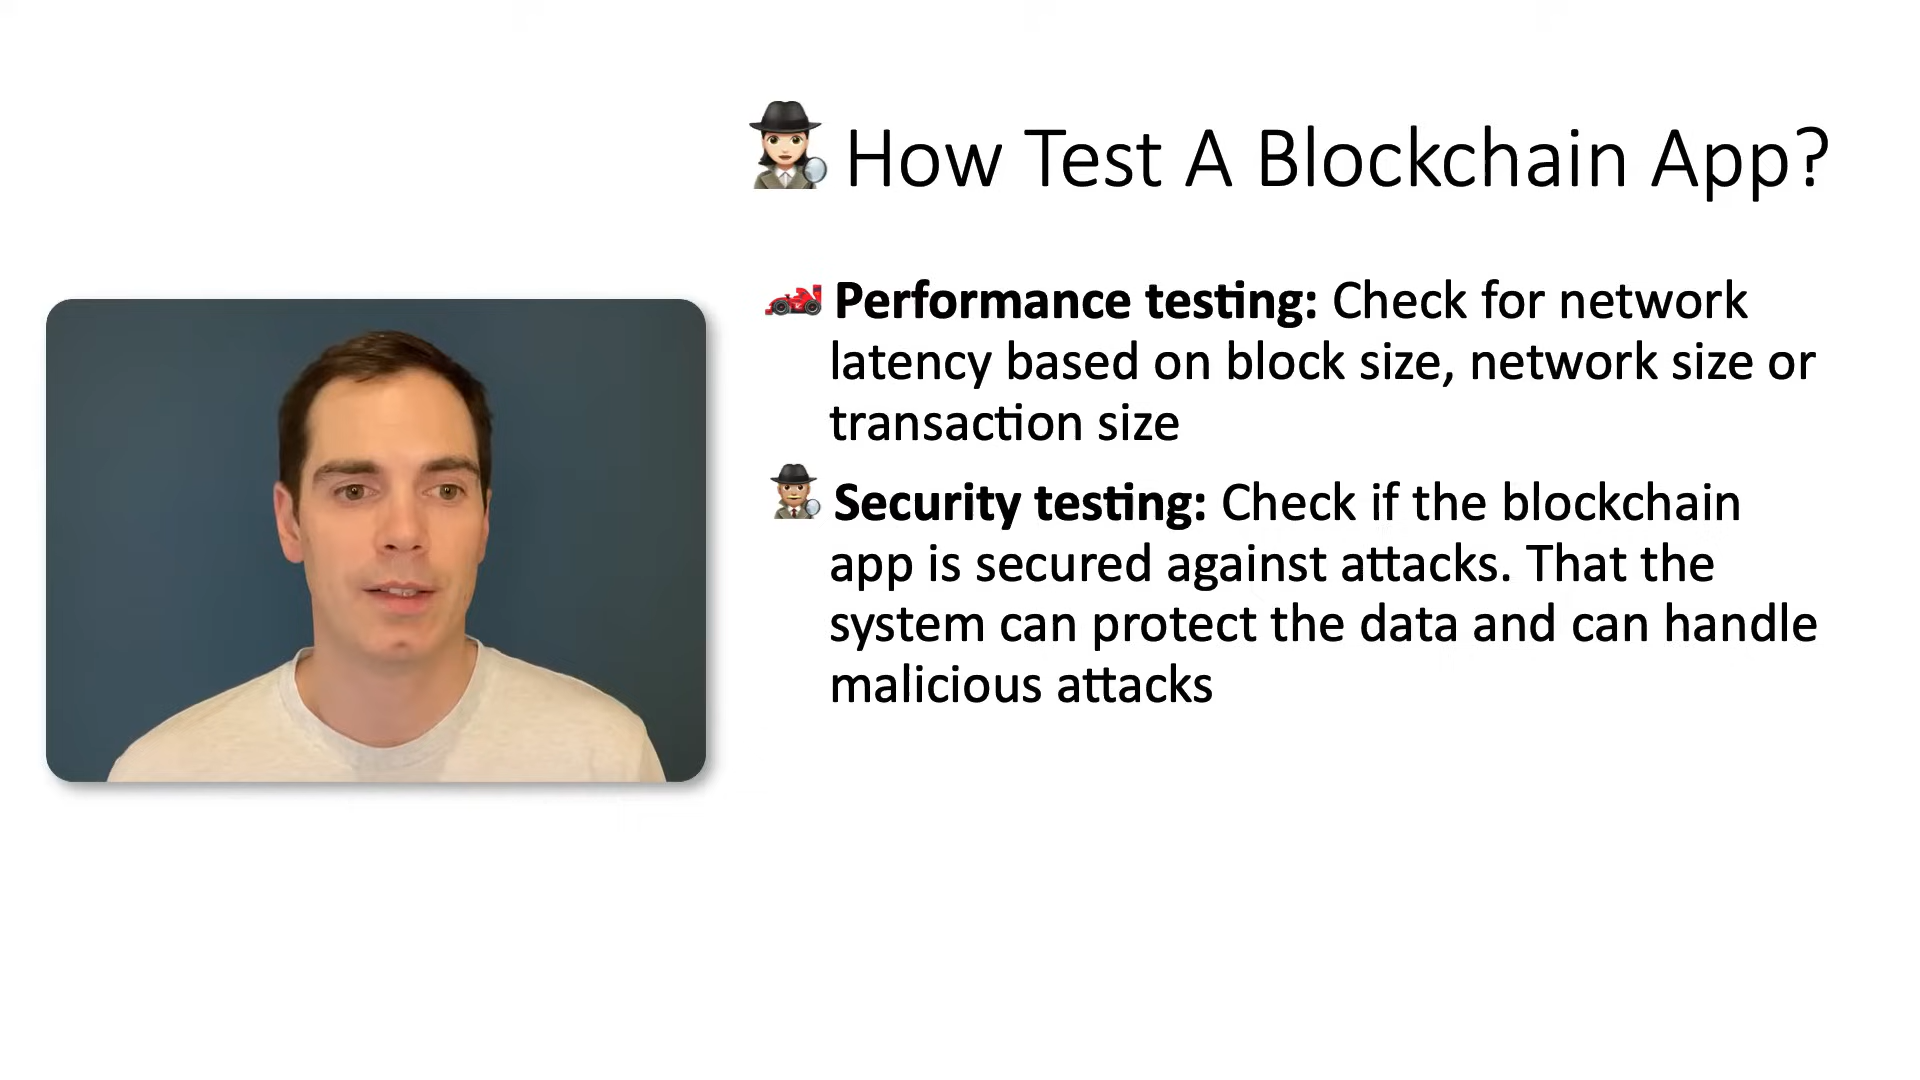 How Test A Blockchain App?
Performance testing: Check for network
latency based on block size, network size or
transaction size
Security testing: Check if the blockchain
app is secured against attacks. That the
system can protect the data and can handle
malicious attacks